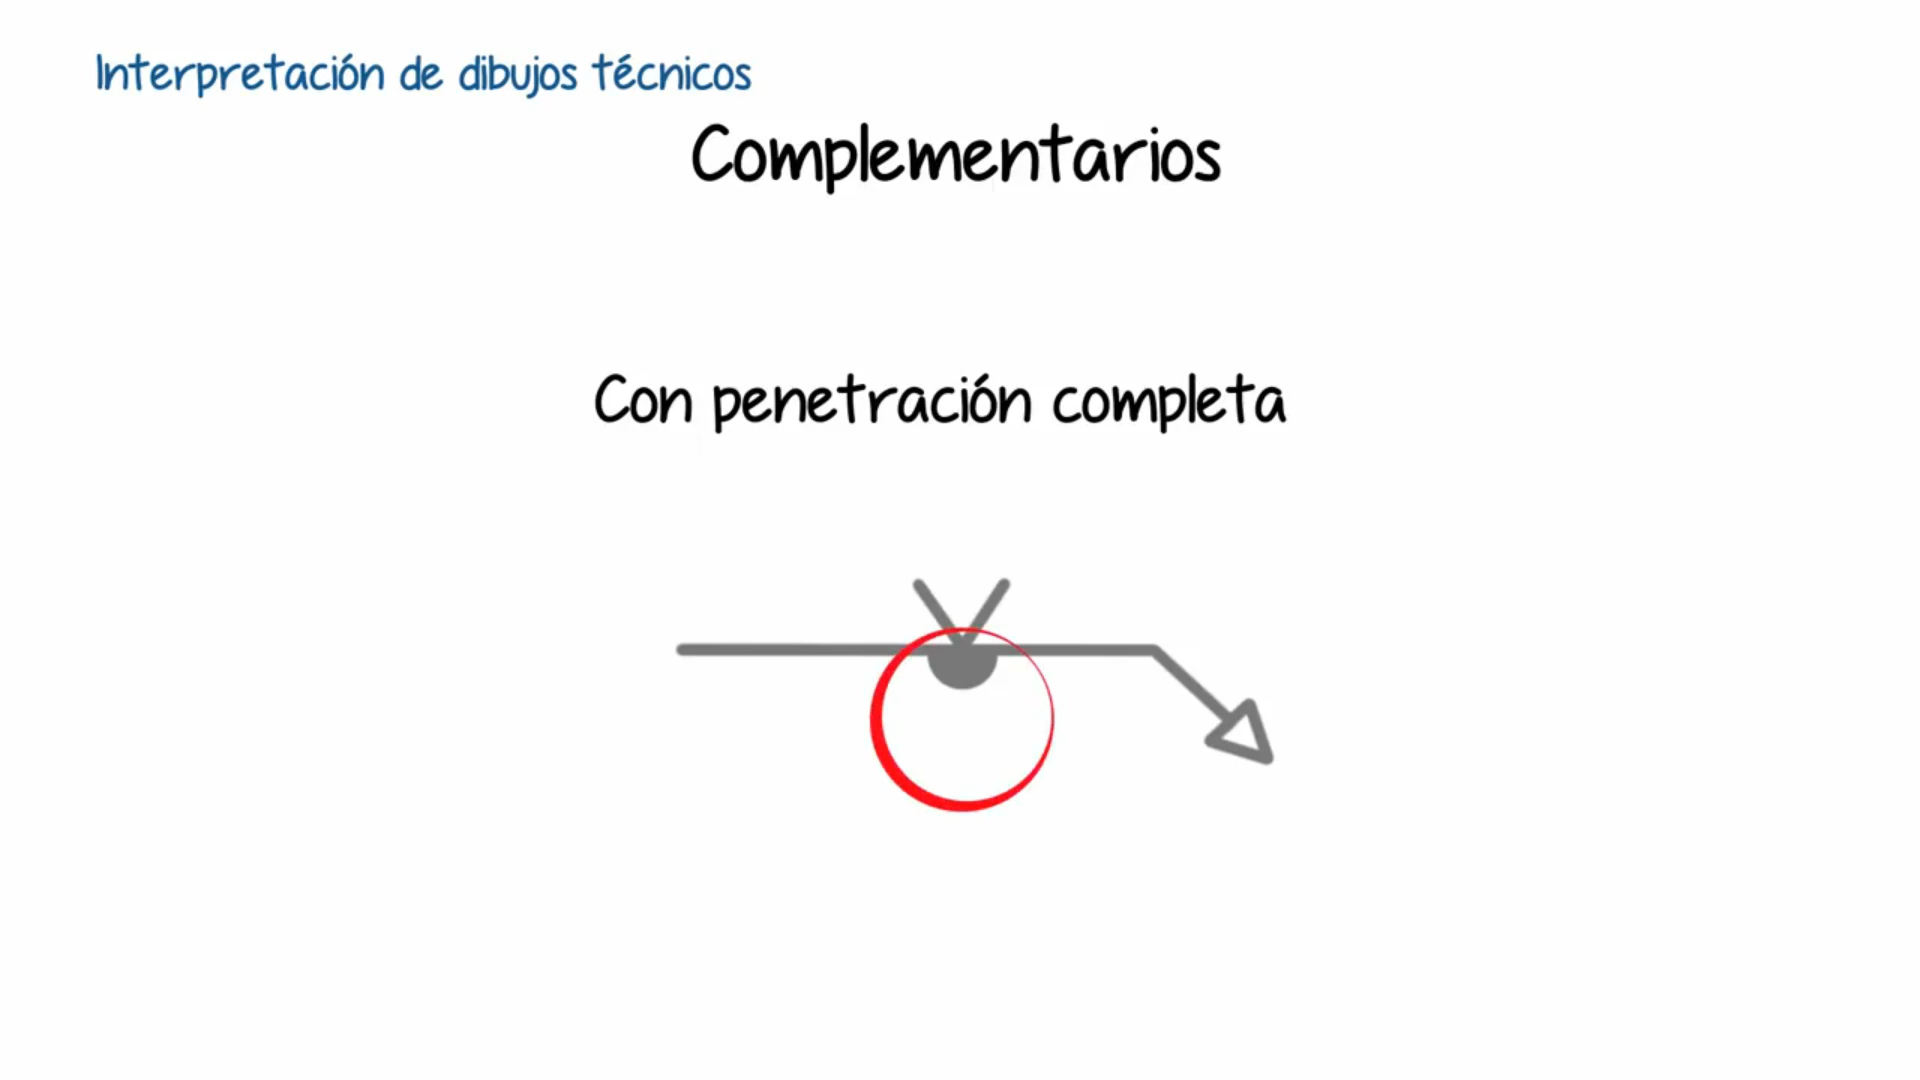 Interpretación de dibujos técnicos
Complementarios
Con penetración completa